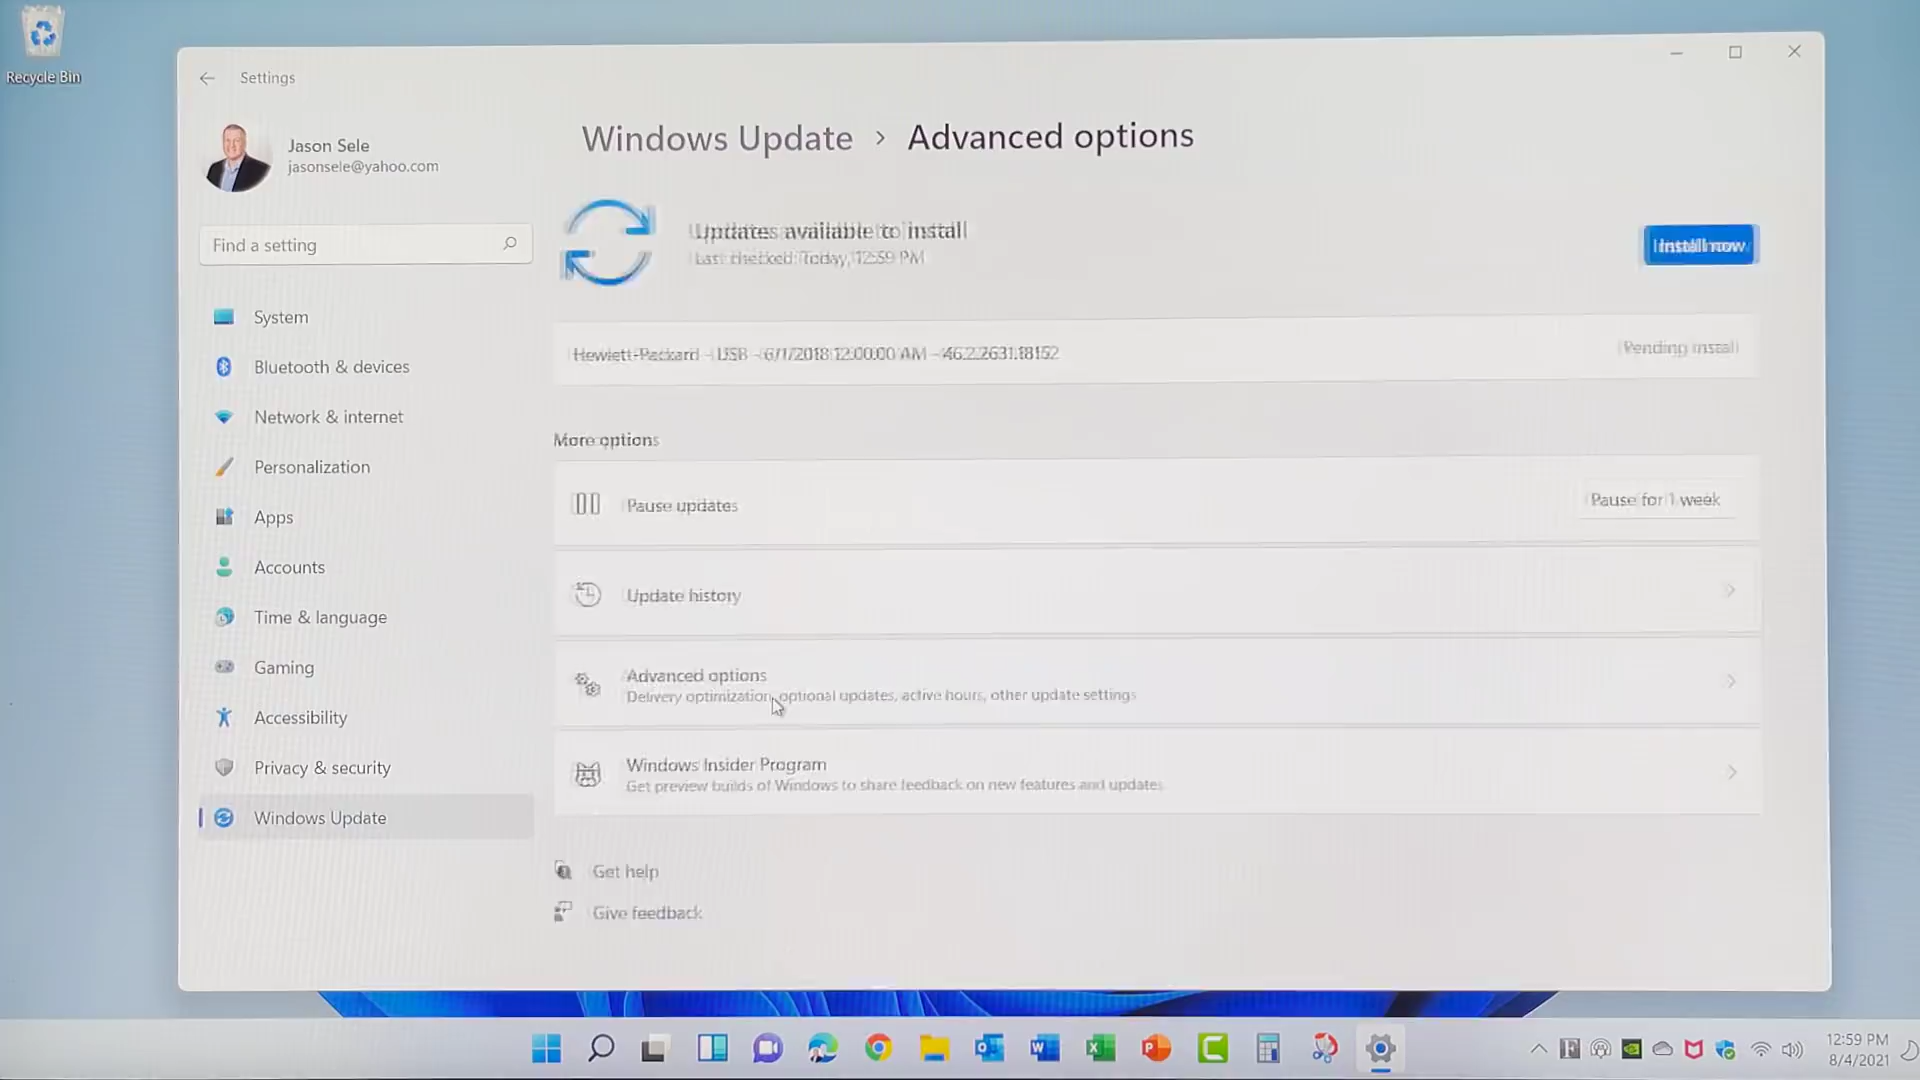 Recycle Bin
Settings
Jason Sele
jasonsele@yahoo.com
Find a setting
System
Bluetooth & devices
Network & internet
Personalization
Apps
Accounts
Time & language
Gaming
Accessibility
Privacy & security
Windows Update
Windows Update > Advanced options
Updates available to install
Last checked: Today, 12:59 PM
Install now
Hewlett-Packard - USB - 6/1/2018 12:00:00 AM - 46.2.2631.18152
Pending install
More options
Pause updates
Pause for 1 week
Update history
Advanced options
Delivery optimization, optional updates, active hours, other update settings
Windows Insider Program
Get preview builds of Windows to share feedback on new features and updates
Get help
Give feedback
12:59 PM
8/4/2021